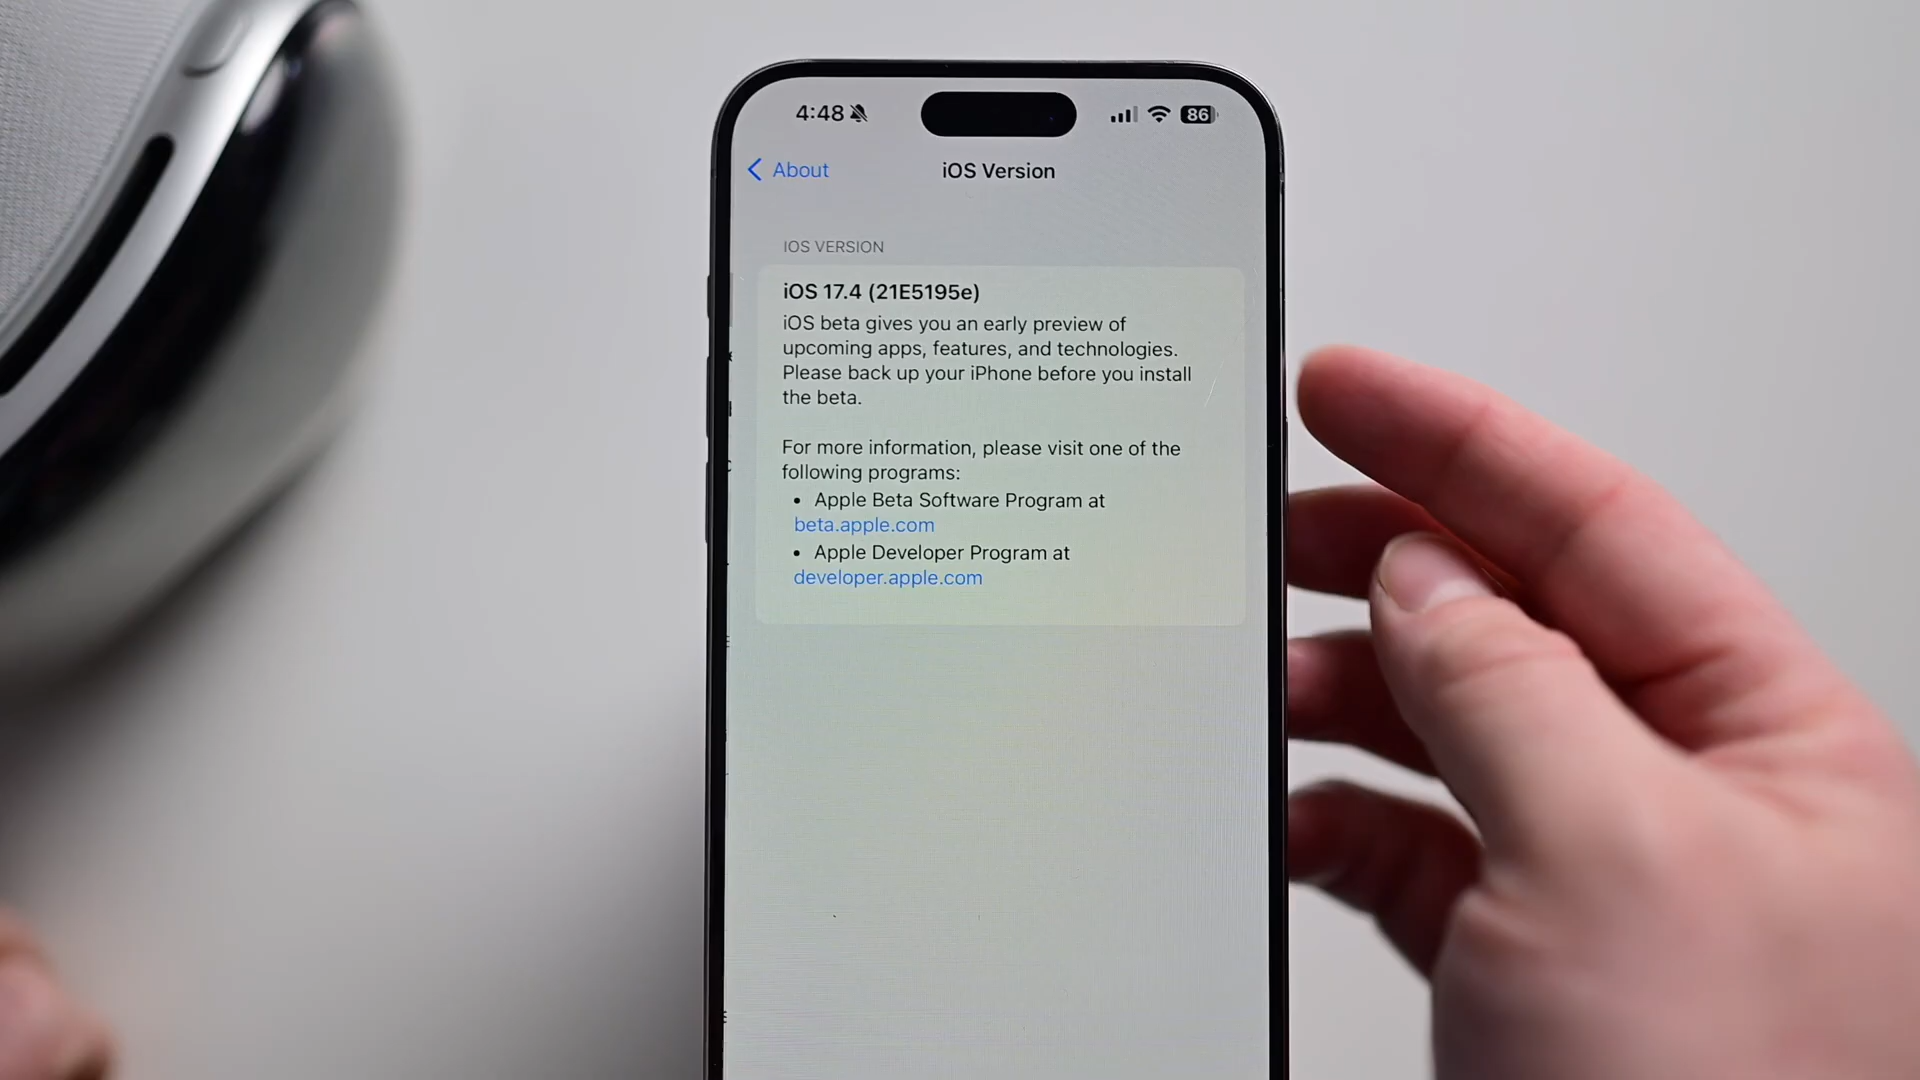 4:48
86
About
iOS Version
IOS VERSION
iOS 17.4 (21E5195e)
iOS beta gives you an early preview of
upcoming apps, features, and technologies.
Please back up your iPhone before you install
the beta.
For more information, please visit one of the
following programs:
• Apple Beta Software Program at
beta.apple.com
• Apple Developer Program at
developer.apple.com